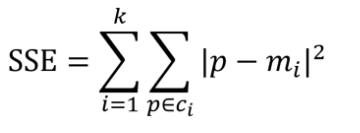 SSE = ∑_{i=1}^{k} ∑_{p∈c_i} |p − m_i|²